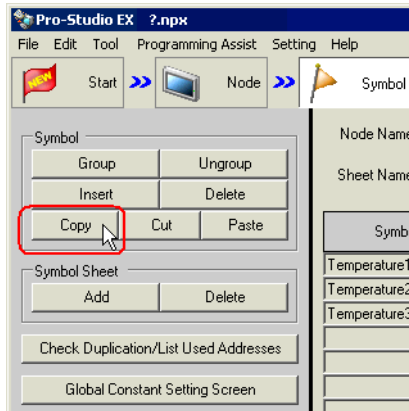 Pro-Studio EX ?.npx
File Edit Tool Programming Assist Setting Help
NEW Start Node Symbol
Symbol
Group Ungroup
Insert Delete
Copy Cut Paste
Symbol Sheet
Add Delete
Check Duplication/List Used Addresses
Global Constant Setting Screen
Node Name
Sheet Name
Symb
Temperature1
Temperature2
Temperature3